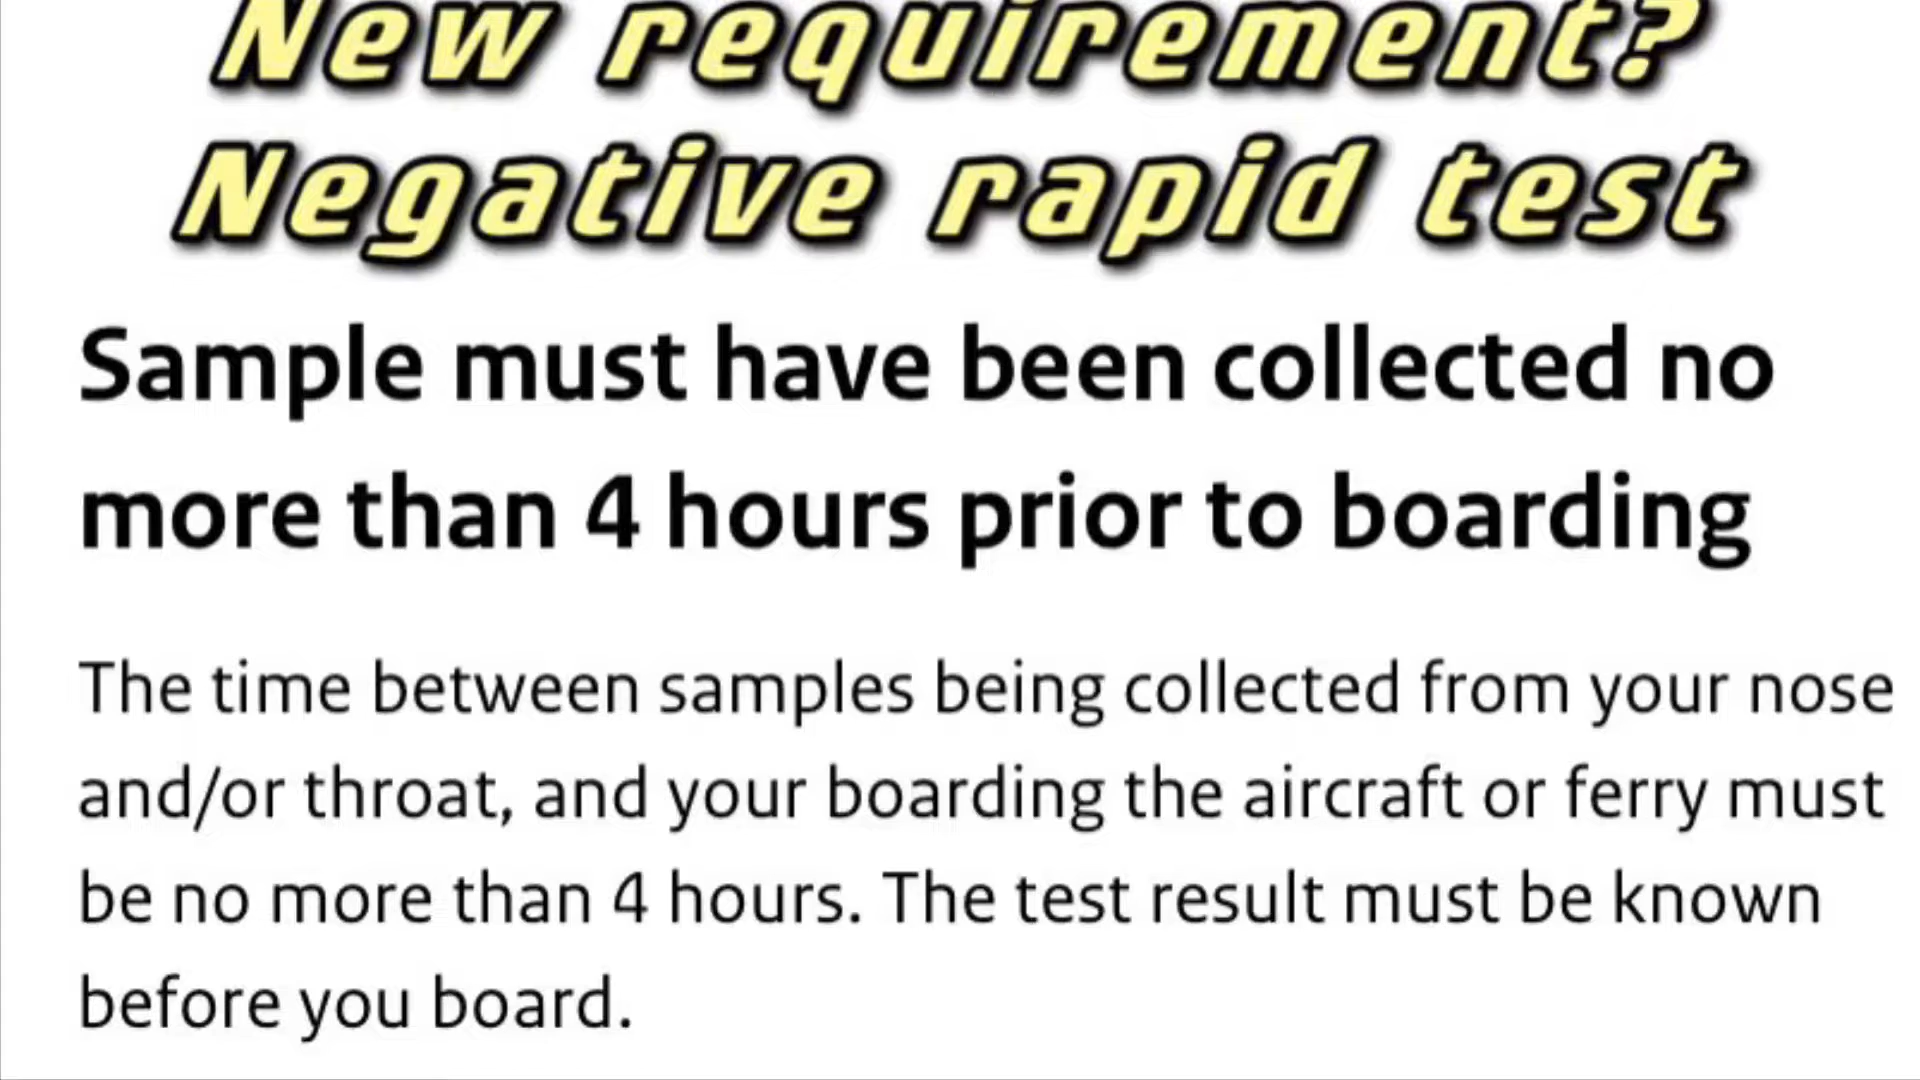 New requirement?
Negative rapid test
Sample must have been collected no
more than 4 hours prior to boarding
The time between samples being collected from your nose
and/or throat, and your boarding the aircraft or ferry must
be no more than 4 hours. The test result must be known
before you board.